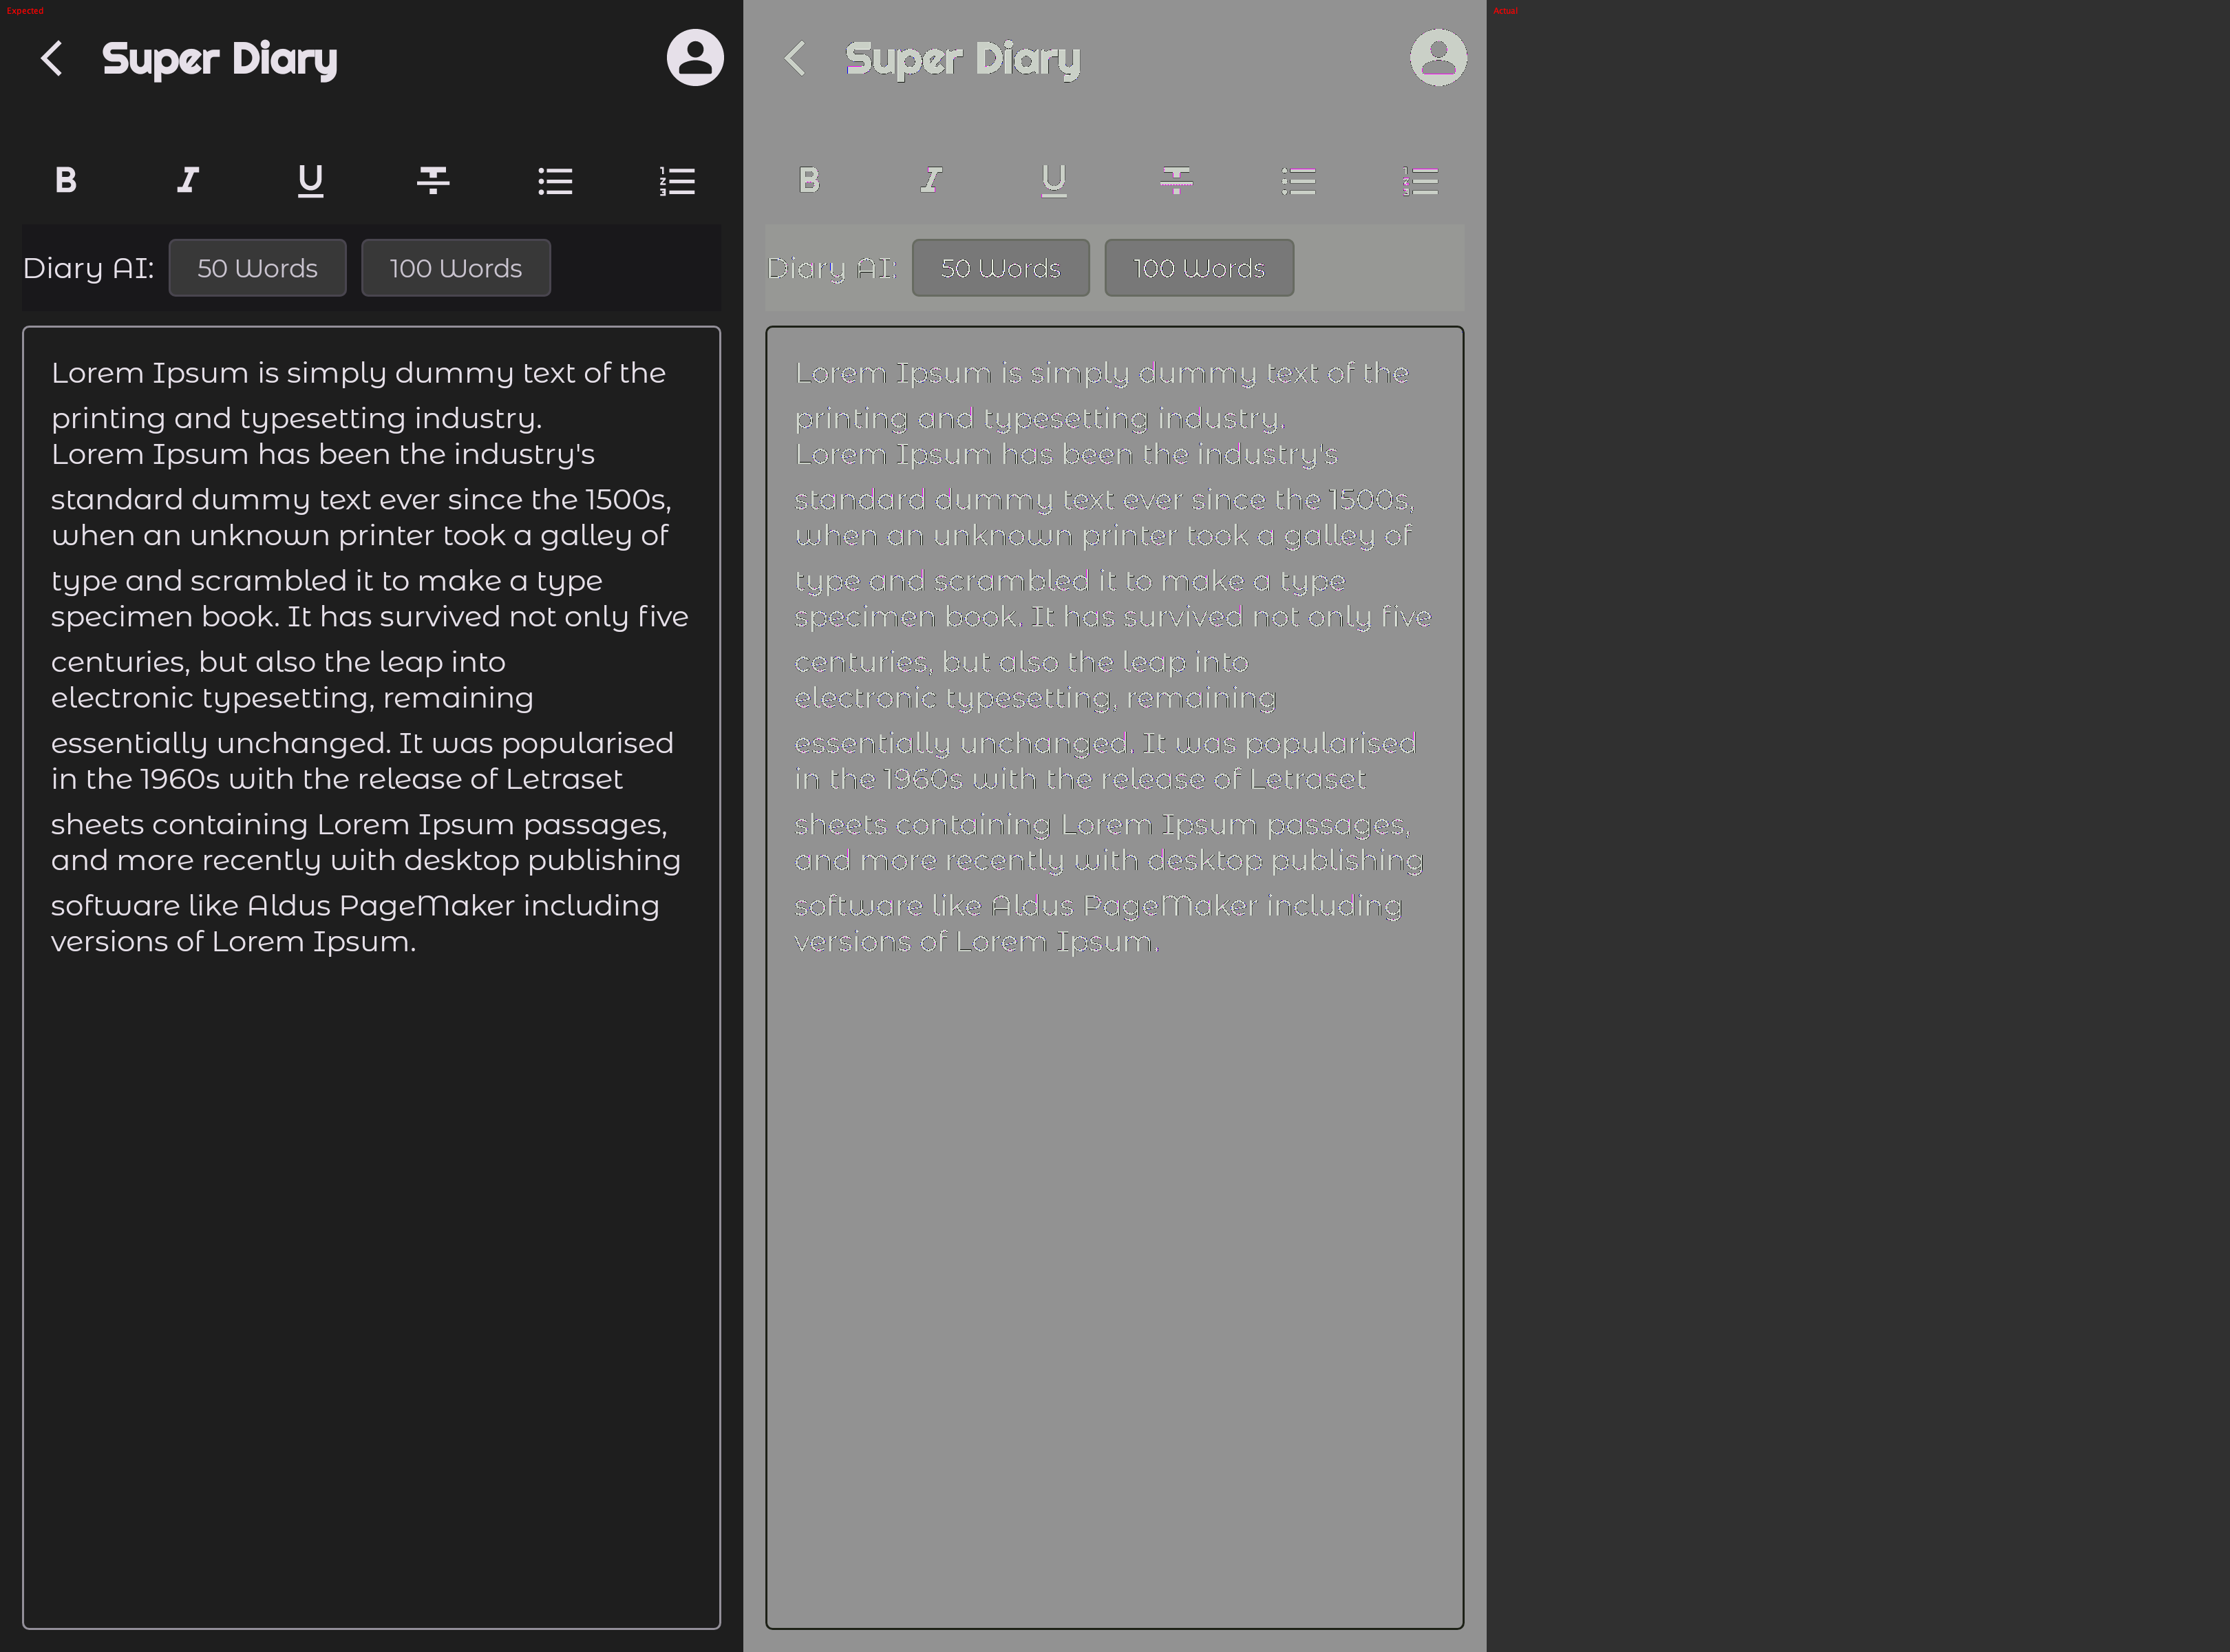 Expected
Super Diary
B I U
1
2
3
Diary AI: 50 Words 100 Words
Lorem Ipsum is simply dummy text of the
printing and typesetting industry.
Lorem Ipsum has been the industry's
standard dummy text ever since the 1500s,
when an unknown printer took a galley of
type and scrambled it to make a type
specimen book. It has survived not only five
centuries, but also the leap into
electronic typesetting, remaining
essentially unchanged. It was popularised
in the 1960s with the release of Letraset
sheets containing Lorem Ipsum passages,
and more recently with desktop publishing
software like Aldus PageMaker including
versions of Lorem Ipsum.
Super Diary
B I U
1
2
3
Diary AI: 50 Words 100 Words
Lorem Ipsum is simply dummy text of the
printing and typesetting industry.
Lorem Ipsum has been the industry's
standard dummy text ever since the 1500s,
when an unknown printer took a galley of
type and scrambled it to make a type
specimen book. It has survived not only five
centuries, but also the leap into
electronic typesetting, remaining
essentially unchanged. It was popularised
in the 1960s with the release of Letraset
sheets containing Lorem Ipsum passages,
and more recently with desktop publishing
software like Aldus PageMaker including
versions of Lorem Ipsum.
Actual